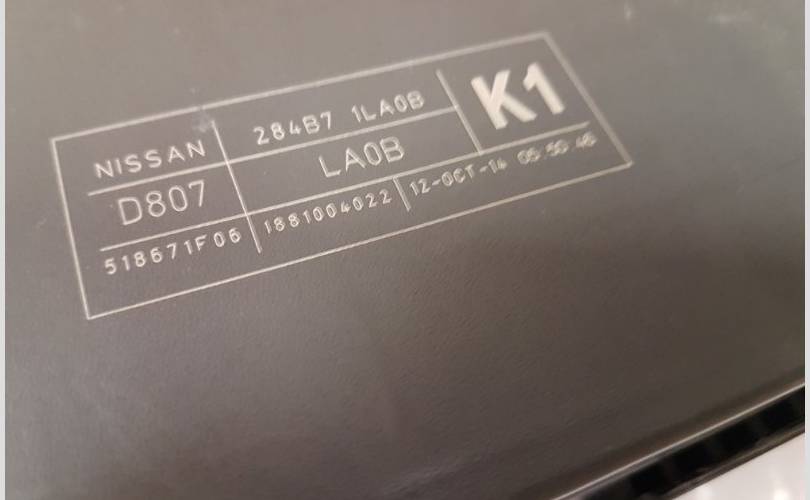 NISSAN 284B7 1LA0B K1
D807 LA0B
518671F06 1881004022 12-OCT-14 05:50:46